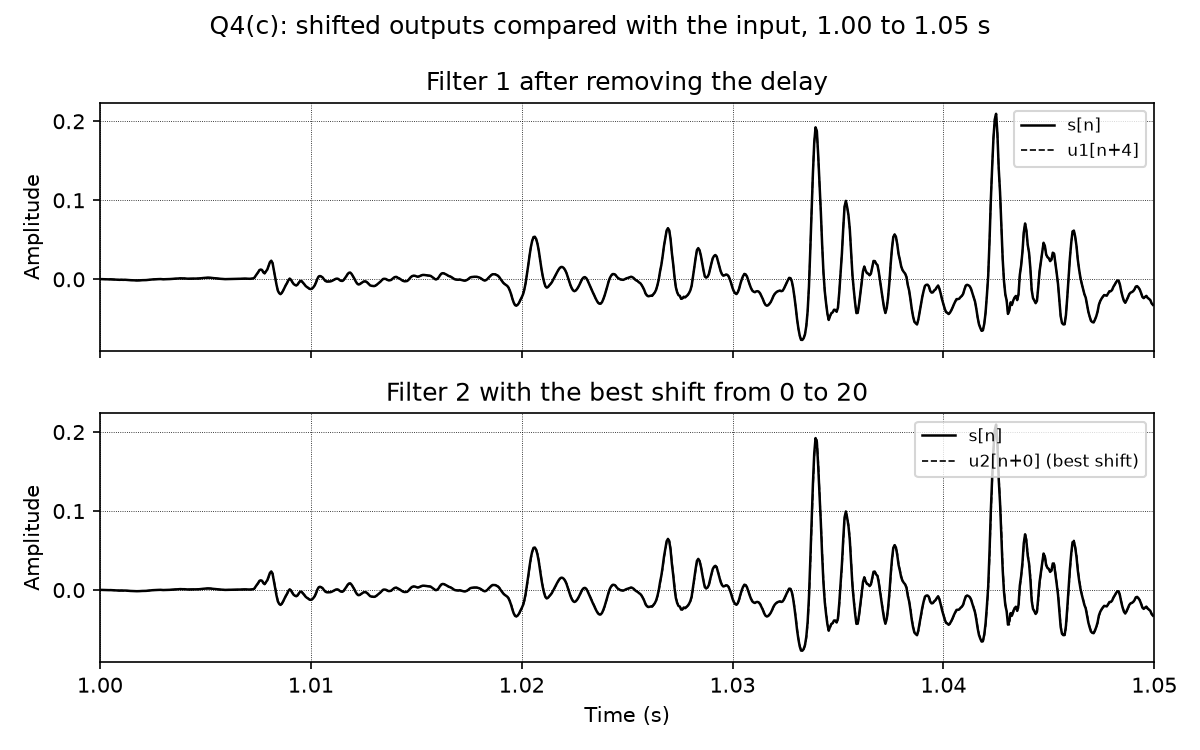 Q4(c): shifted outputs compared with the input, 1.00 to 1.05 s
Filter 1 after removing the delay
0.2
0.1
0.0
Amplitude
s[n]
u1[n+4]
Filter 2 with the best shift from 0 to 20
0.2
0.1
0.0
Amplitude
s[n]
u2[n+0] (best shift)
1.00 1.01 1.02 1.03 1.04 1.05
Time (s)